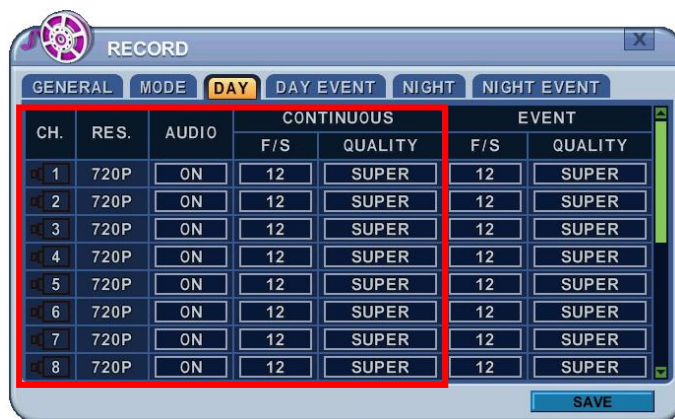 RECORD
X
GENERAL MODE DAY DAY EVENT NIGHT NIGHT EVENT
CH. RES. AUDIO CONTINUOUS EVENT
F/S QUALITY F/S QUALITY
1 720P ON 12 SUPER 12 SUPER
2 720P ON 12 SUPER 12 SUPER
3 720P ON 12 SUPER 12 SUPER
4 720P ON 12 SUPER 12 SUPER
5 720P ON 12 SUPER 12 SUPER
6 720P ON 12 SUPER 12 SUPER
7 720P ON 12 SUPER 12 SUPER
8 720P ON 12 SUPER 12 SUPER
SAVE